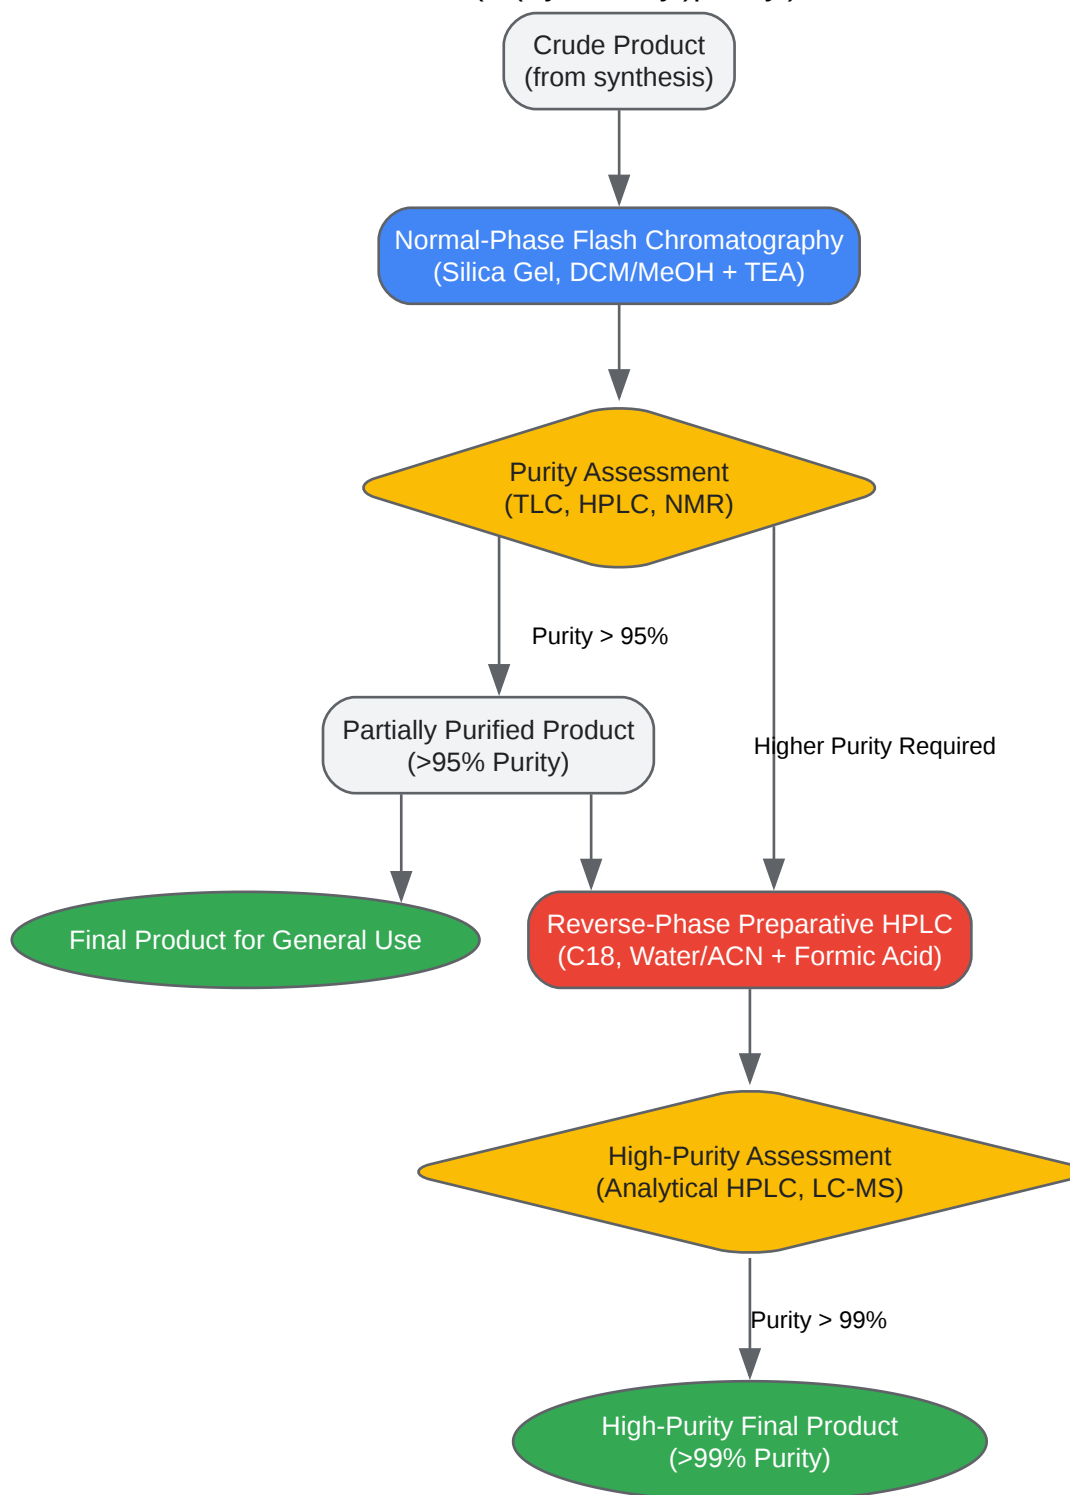 Crude Product
(from synthesis)
Normal-Phase Flash Chromatography
(Silica Gel, DCM/MeOH + TEA)
Purity Assessment
(TLC, HPLC, NMR)
Purity > 95%
Partially Purified Product
(>95% Purity)
Higher Purity Required
Final Product for General Use
Reverse-Phase Preparative HPLC
(C18, Water/ACN + Formic Acid)
High-Purity Assessment
(Analytical HPLC, LC-MS)
Purity > 99%
High-Purity Final Product
(>99% Purity)